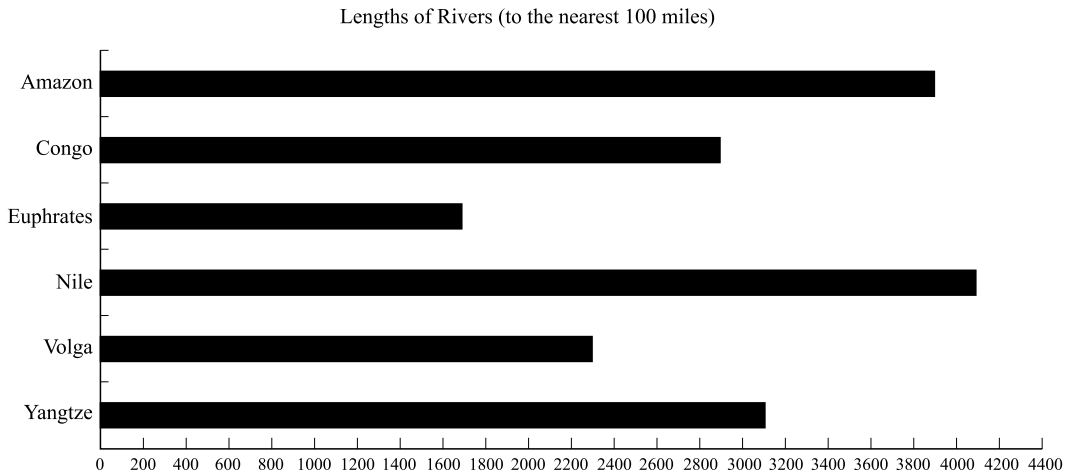 Lengths of Rivers (to the nearest 100 miles)
Amazon
Congo
Euphrates
Nile
Volga
Yangtze
0 200 400 600 800 1000 1200 1400 1600 1800 2000 2200 2400 2600 2800 3000 3200 3400 3600 3800 4000 4200 4400